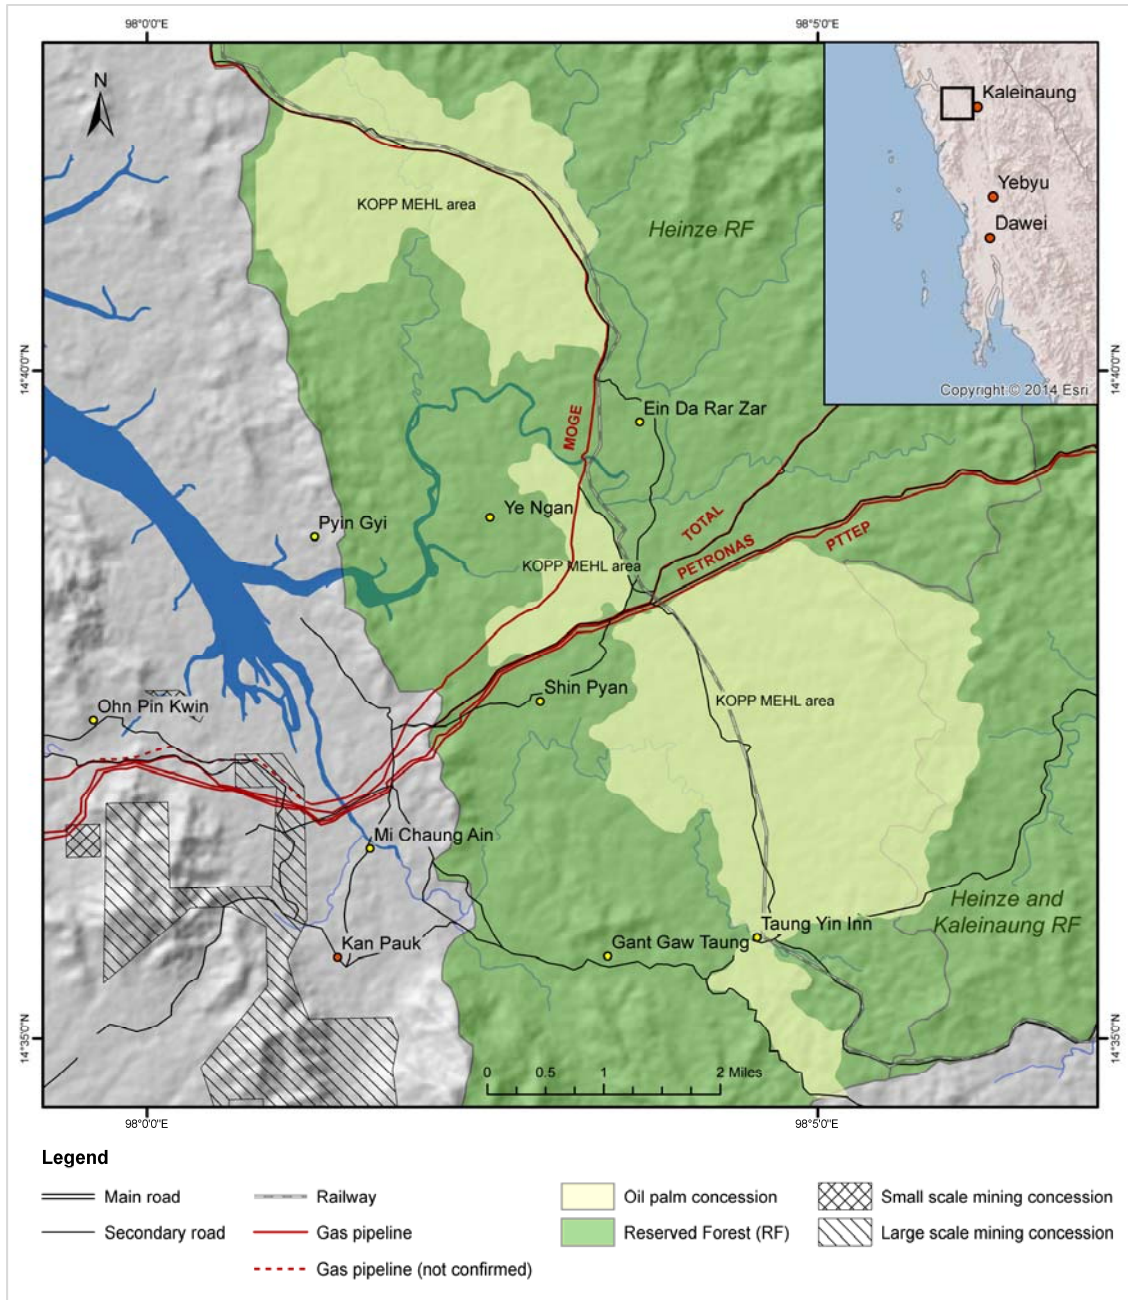 98°0'0"E
98°5'0"E
N
Kaleinaung
Yebyu
Dawei
Copyright:© 2014 Esri
KOPP MEHL area
Heinze RF
14°40'0"N
14°40'0"N
Ein Da Rar Zar
MOGE
Ye Ngan
Pyin Gyi
TOTAL
PETRONAS
PTTEP
KOPP MEHL area
Shin Pyan
KOPP MEHL area
Ohn Pin Kwin
Mi Chaung Ain
Heinze and
Kaleinaung RF
Taung Yin Inn
Gant Gaw Taung
Kan Pauk
14°35'0"N
14°35'0"N
0 0.5 1 2 Miles
98°0'0"E
98°5'0"E
Legend
Main road
Railway
Oil palm concession
Small scale mining concession
Secondary road
Gas pipeline
Reserved Forest (RF)
Large scale mining concession
Gas pipeline (not confirmed)